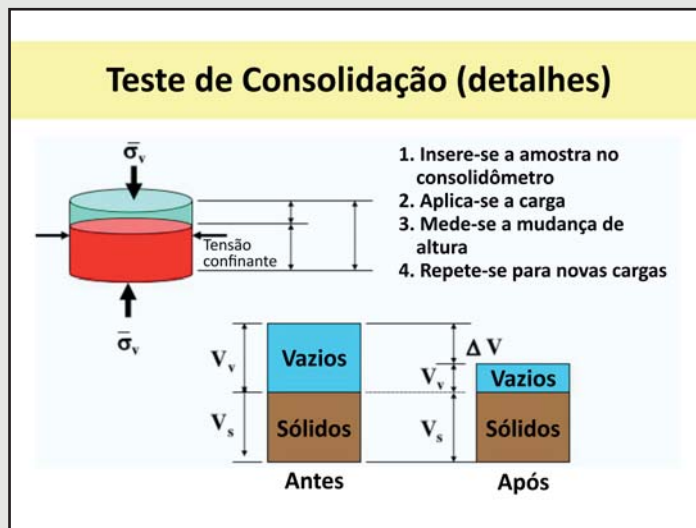 Teste de Consolidação (detalhes)
σ̅v
Tensão
confinante
σ̅v
1. Insere-se a amostra no
consolidômetro
2. Aplica-se a carga
3. Mede-se a mudança de
altura
4. Repete-se para novas cargas
Vv
Vazios
Vs
Sólidos
Antes
ΔV
Vv
Vazios
Vs
Sólidos
Após